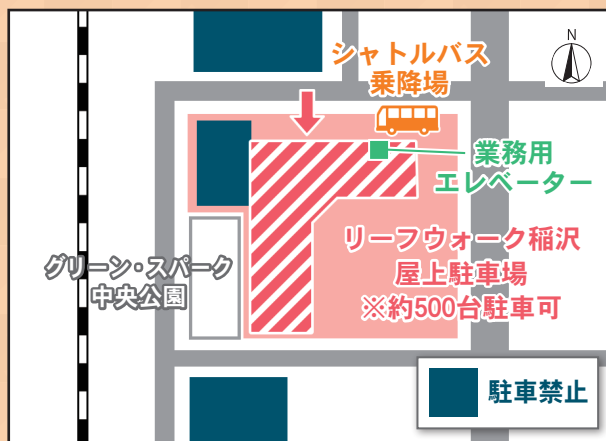 N
シャトルバス
乗降場
業務用
エレベーター
リーフウォーク稲沢
屋上駐車場
※約500台駐車可
グリーン・スパーク
中央公園
駐車禁止